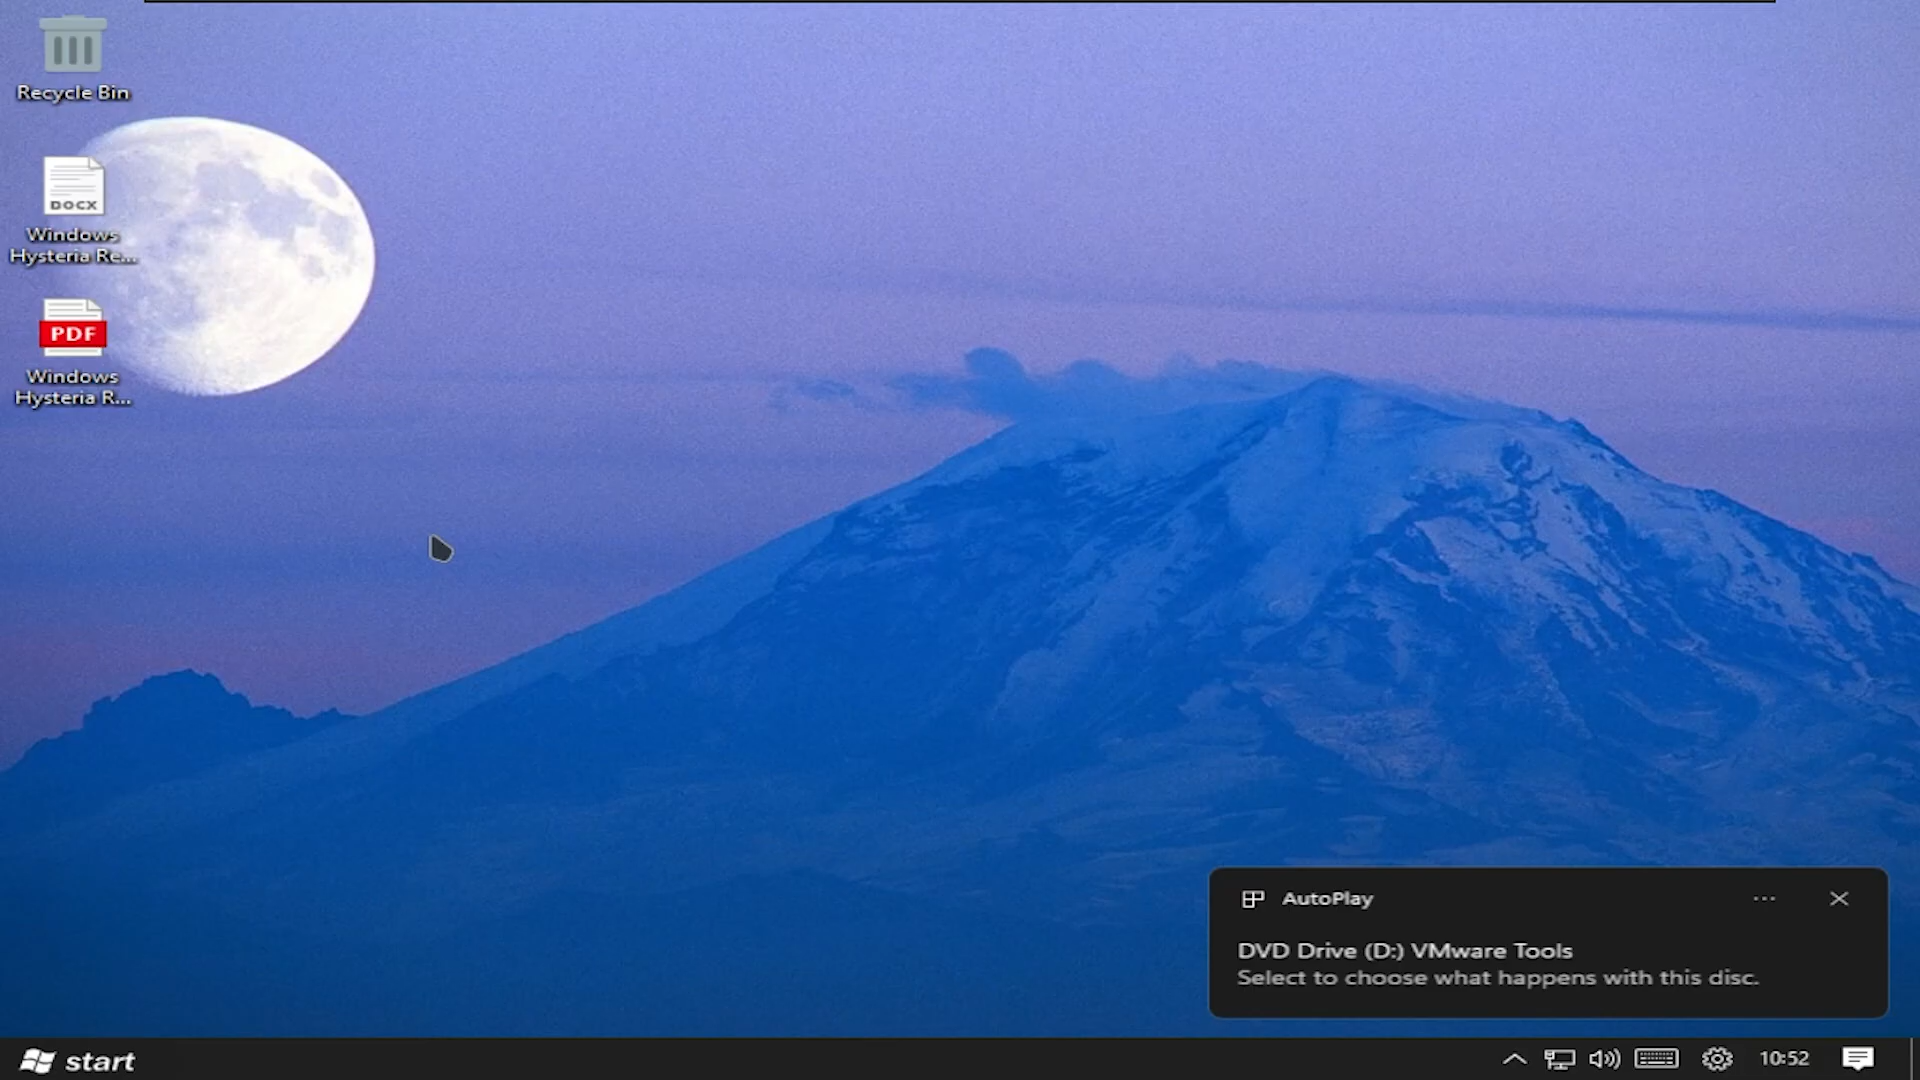 Recycle Bin
DOCX
Windows
Hysteria Re...
PDF
Windows
Hysteria R...
AutoPlay
DVD Drive (D:) VMware Tools
Select to choose what happens with this disc.
start
10:52